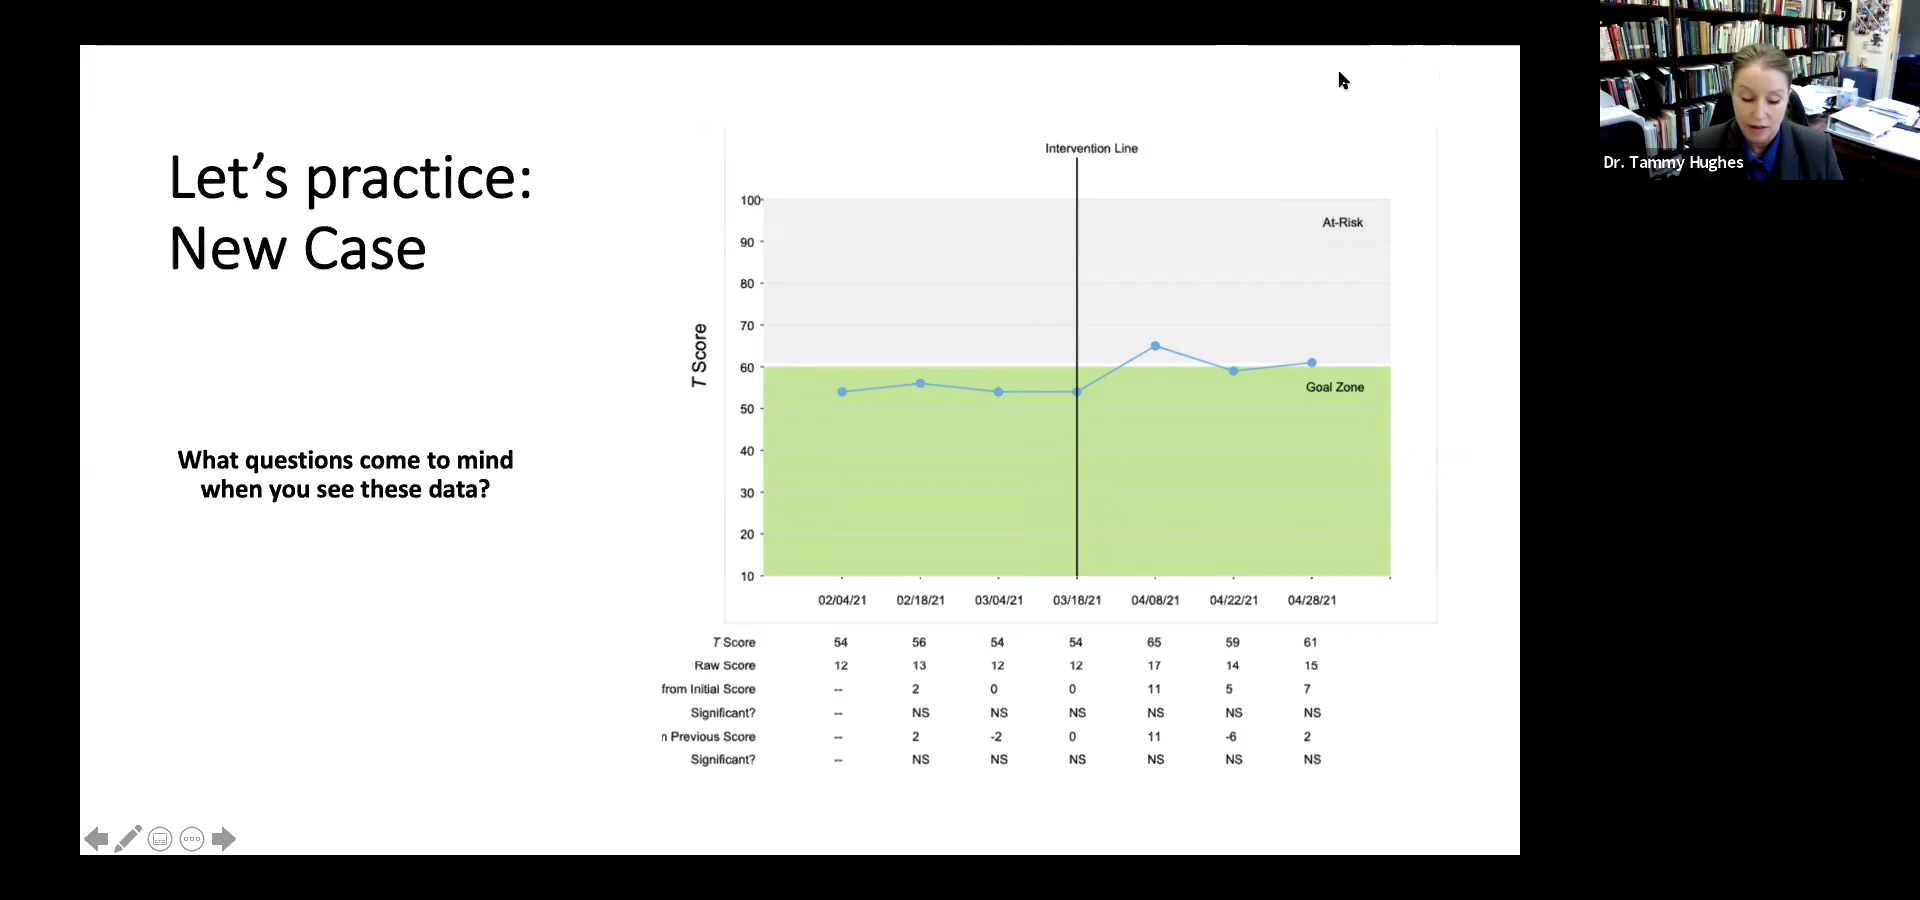 Let's practice:
New Case
What questions come to mind
when you see these data?
Intervention Line
At-Risk
Goal Zone
T Score
100
90
80
70
60
50
40
30
20
10
02/04/21 02/18/21 03/04/21 03/18/21 04/08/21 04/22/21 04/28/21
T Score 54 56 54 54 65 59 61
Raw Score 12 13 12 12 17 14 15
from Initial Score -- 2 0 0 11 5 7
Significant? -- NS NS NS NS NS NS
n Previous Score -- 2 -2 0 11 -6 2
Significant? -- NS NS NS NS NS NS
Dr. Tammy Hughes